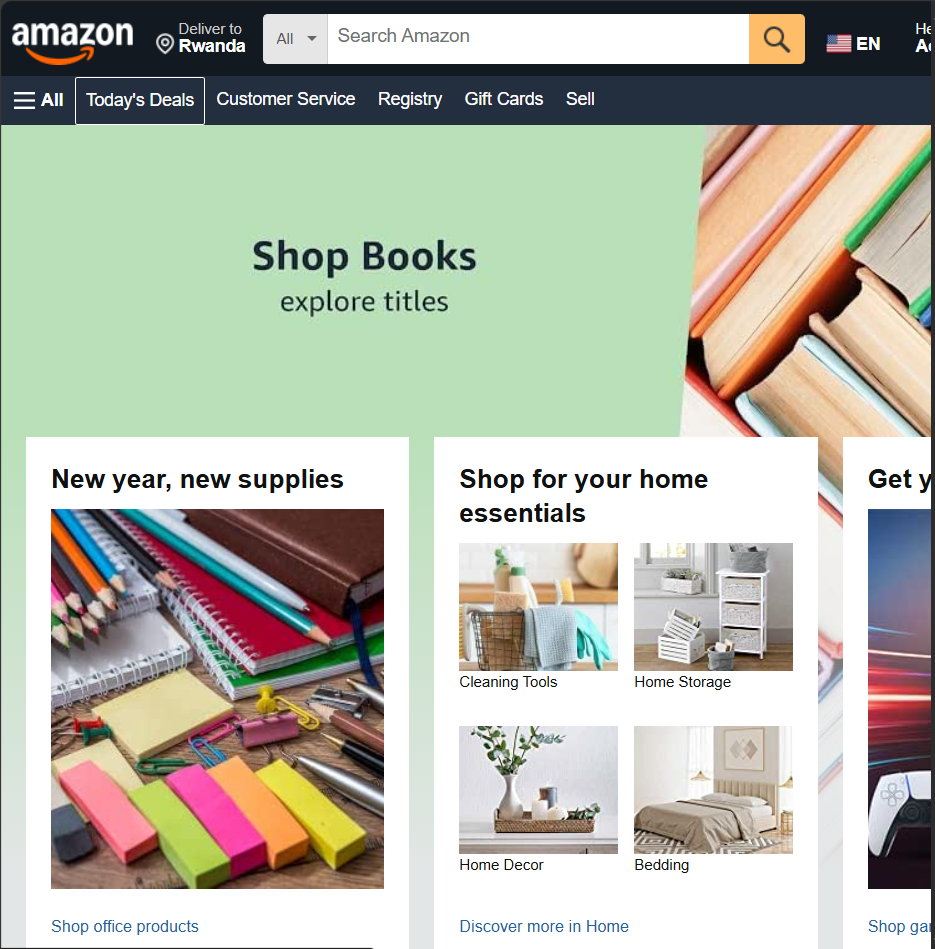 amazon
Deliver to
Rwanda
All
Search Amazon
EN
All
Today's Deals
Customer Service
Registry
Gift Cards
Sell
Shop Books
explore titles
New year, new supplies
Shop office products
Shop for your home
essentials
Cleaning Tools
Home Storage
Home Decor
Bedding
Discover more in Home
Get
Shop